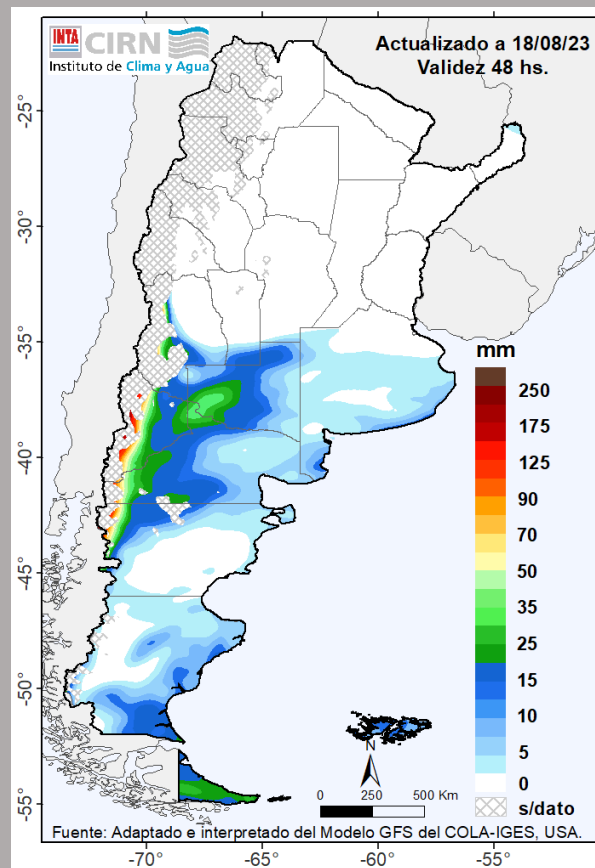 INTA CIRN
Instituto de Clima y Agua
Actualizado a 18/08/23
Validez 48 hs.
-25°
-30°
-35°
-40°
-45°
-50°
-55°
mm
250
175
125
90
70
50
35
25
15
10
5
0
s/dato
N
0 250 500 Km
Fuente: Adaptado e interpretado del Modelo GFS del COLA-IGES, USA.
-70° -65° -60° -55°